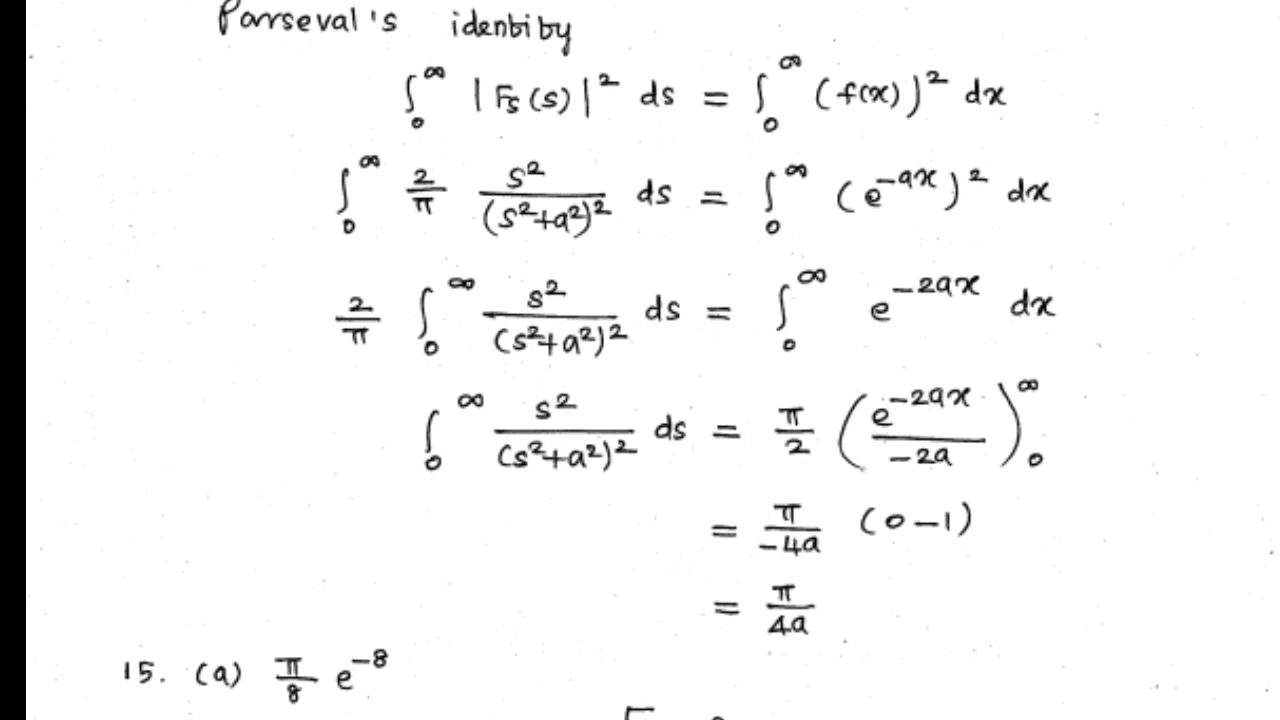 Parseval's identity
∫₀^∞ |Fs(s)|² ds = ∫₀^∞ (f(x))² dx
∫₀^∞ 2/π s²/(s²+a²)² ds = ∫₀^∞ (e^{-ax})² dx
2/π ∫₀^∞ s²/(s²+a²)² ds = ∫₀^∞ e^{-2ax} dx
∫₀^∞ s²/(s²+a²)² ds = π/2 (e^{-2ax}/-2a)₀^∞
= π/-4a (0-1)
= π/4a
15. (a) π/8 e^{-8}